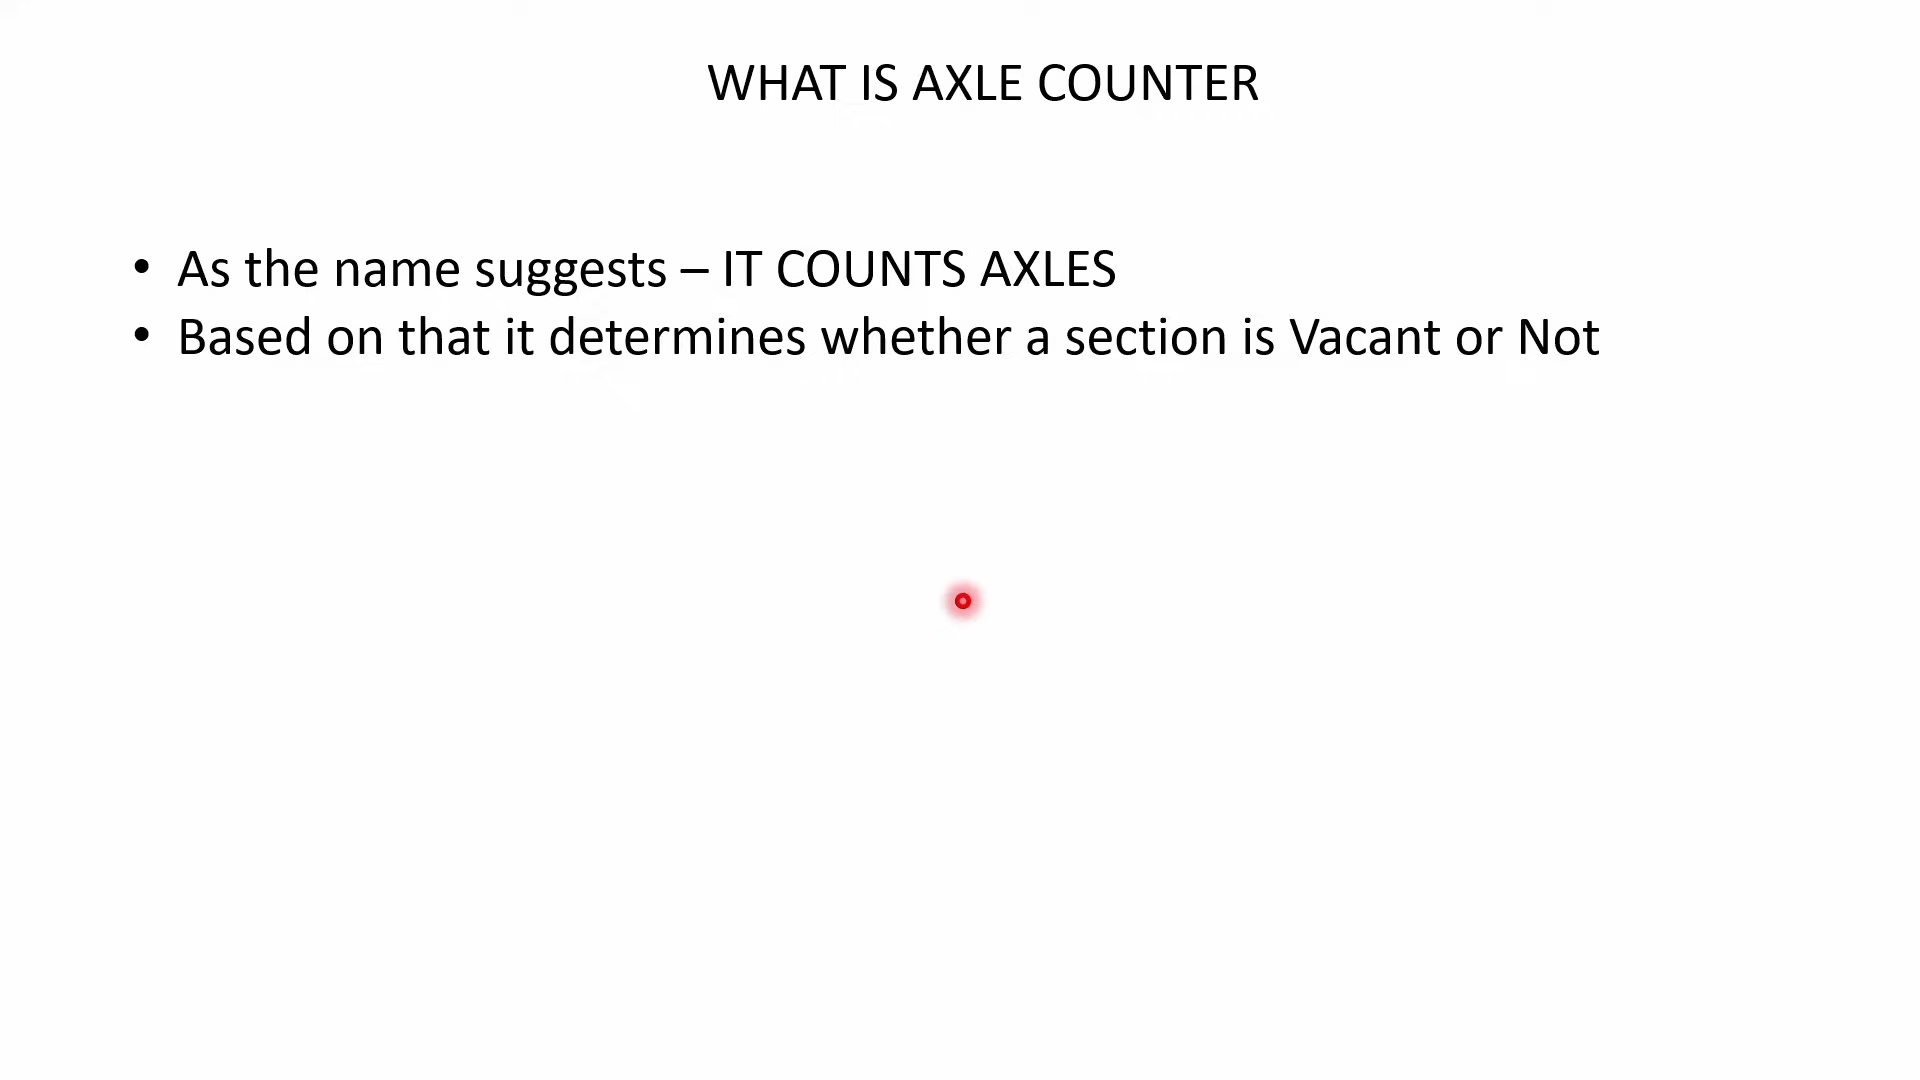 WHAT IS AXLE COUNTER
• As the name suggests – IT COUNTS AXLES
• Based on that it determines whether a section is Vacant or Not